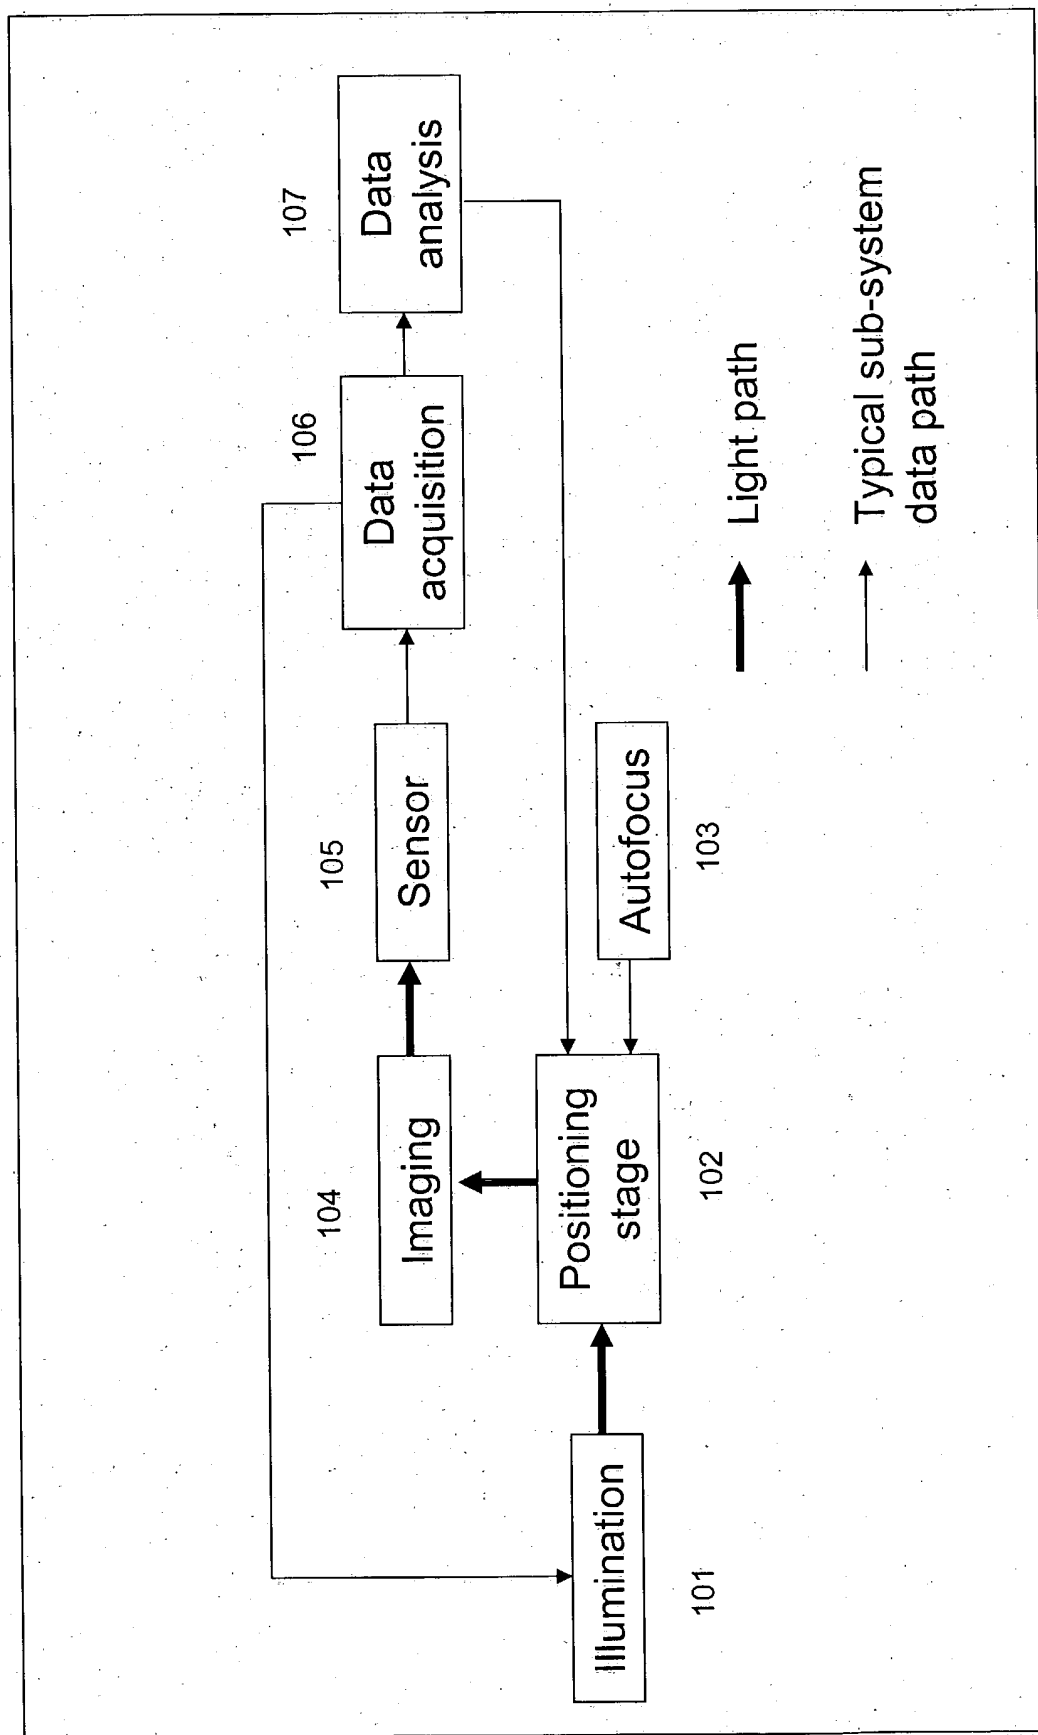 106
107
Data
acquisition
Data
analysis
104
105
Imaging
Sensor
Illumination
101
Positioning
stage
102
Autofocus
103
Light path
Typical sub-system
data path